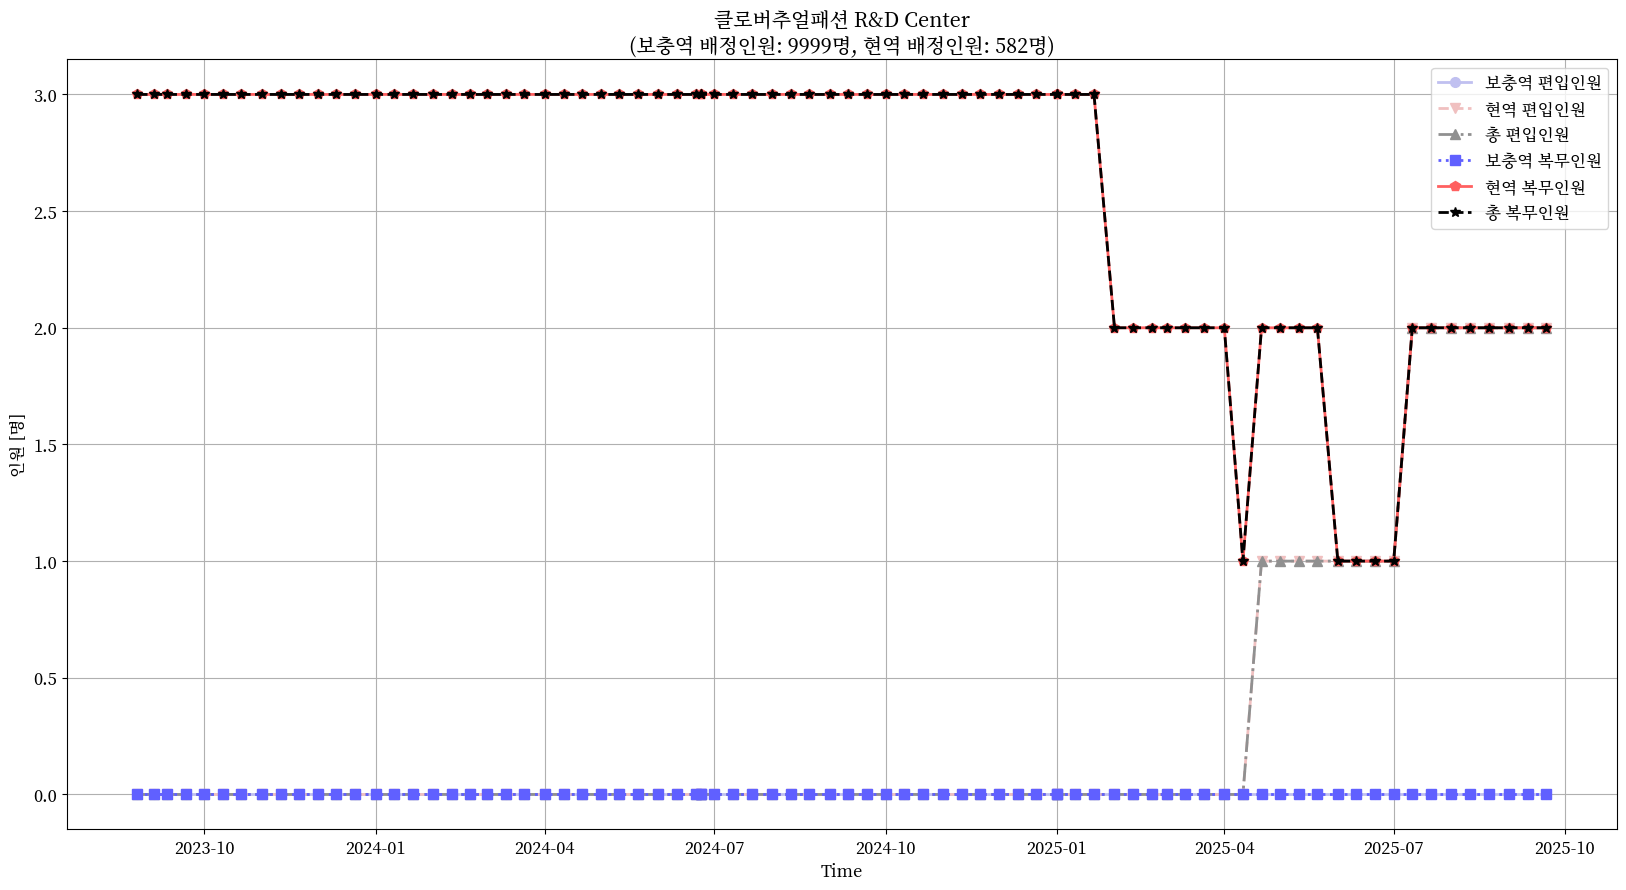 클로버추얼패션 R&D Center
(보충역 배정인원: 9999명, 현역 배정인원: 582명)
보충역 편입인원
현역 편입인원
총 편입인원
보충역 복무인원
현역 복무인원
총 복무인원
3.0
2.5
2.0
1.5
1.0
0.5
0.0
인원 [명]
2023-10
2024-01
2024-04
2024-07
2024-10
2025-01
2025-04
2025-07
2025-10
Time